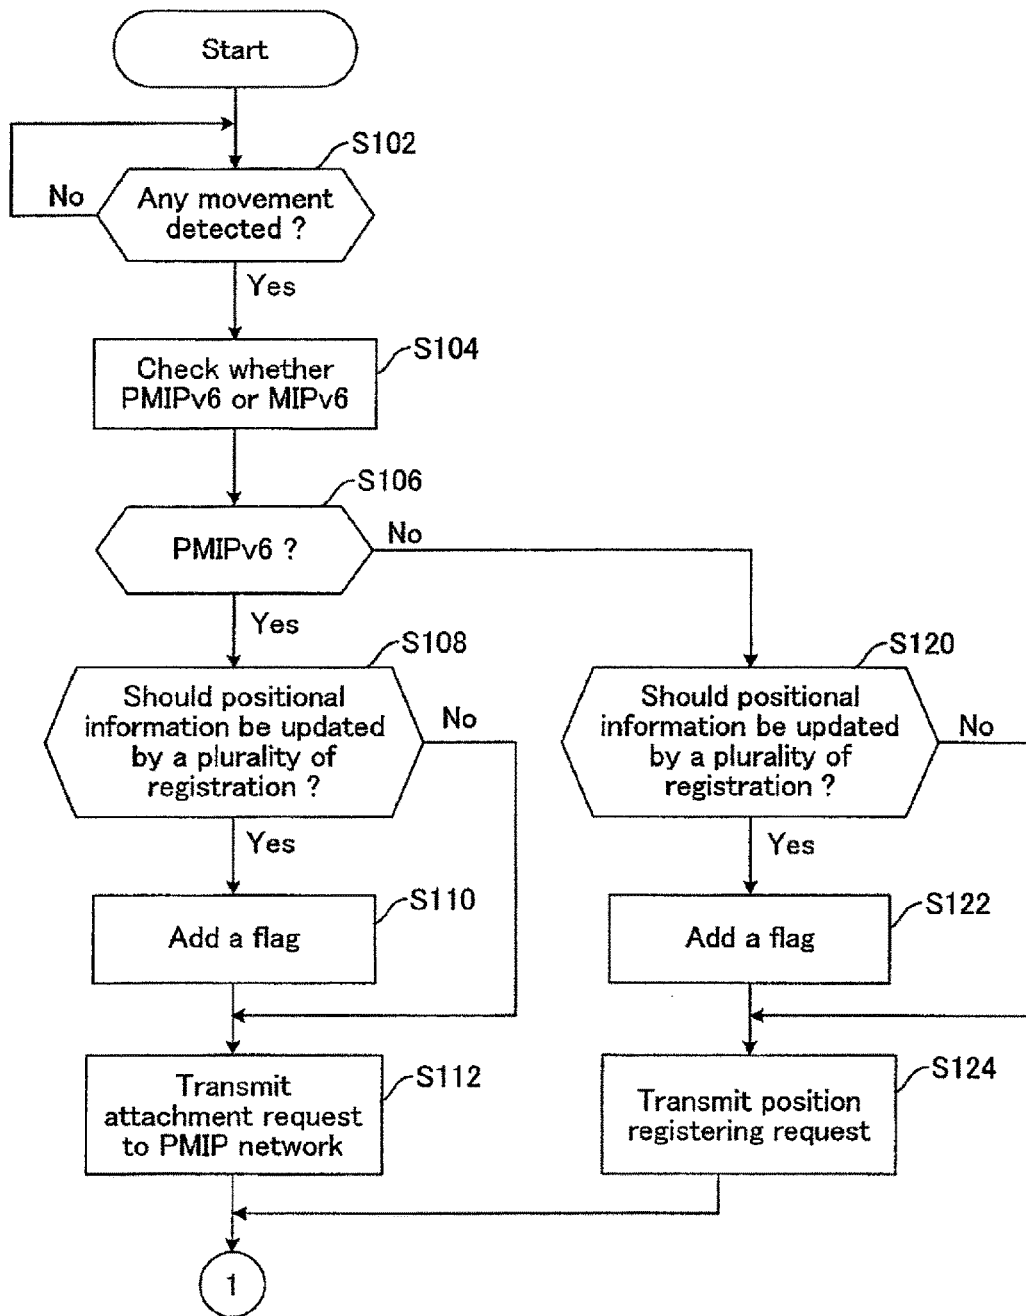 Start
S102
No
Any movement
detected ?
Yes
S104
Check whether
PMIPv6 or MIPv6
S106
PMIPv6 ?
No
Yes
S108
Should positional
information be updated
by a plurality of
registration ?
No
Yes
S110
Add a flag
S112
Transmit
attachment request
to PMIP network
S120
Should positional
information be updated
by a plurality of
registration ?
No
Yes
S122
Add a flag
S124
Transmit position
registering request
1